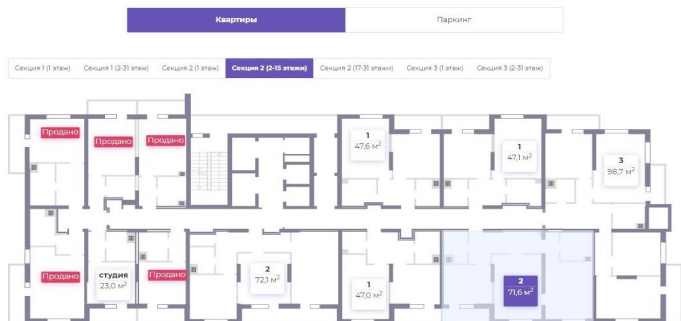 Квартиры
Паркинг
Секция 1 (1 этаж)
Секция 1 (2-31 этаж)
Секция 2 (1 этаж)
Секция 2 (2-15 этажи)
Секция 2 (17-31 этажи)
Секция 3 (1 этаж)
Секция 3 (2-31 этаж)
Продано
Продано
Продано
1
47,6 м²
1
47,1 м²
3
98,7 м²
Продано
студия
23,0 м²
Продано
2
72,1 м²
1
47,0 м²
2
71,6 м²